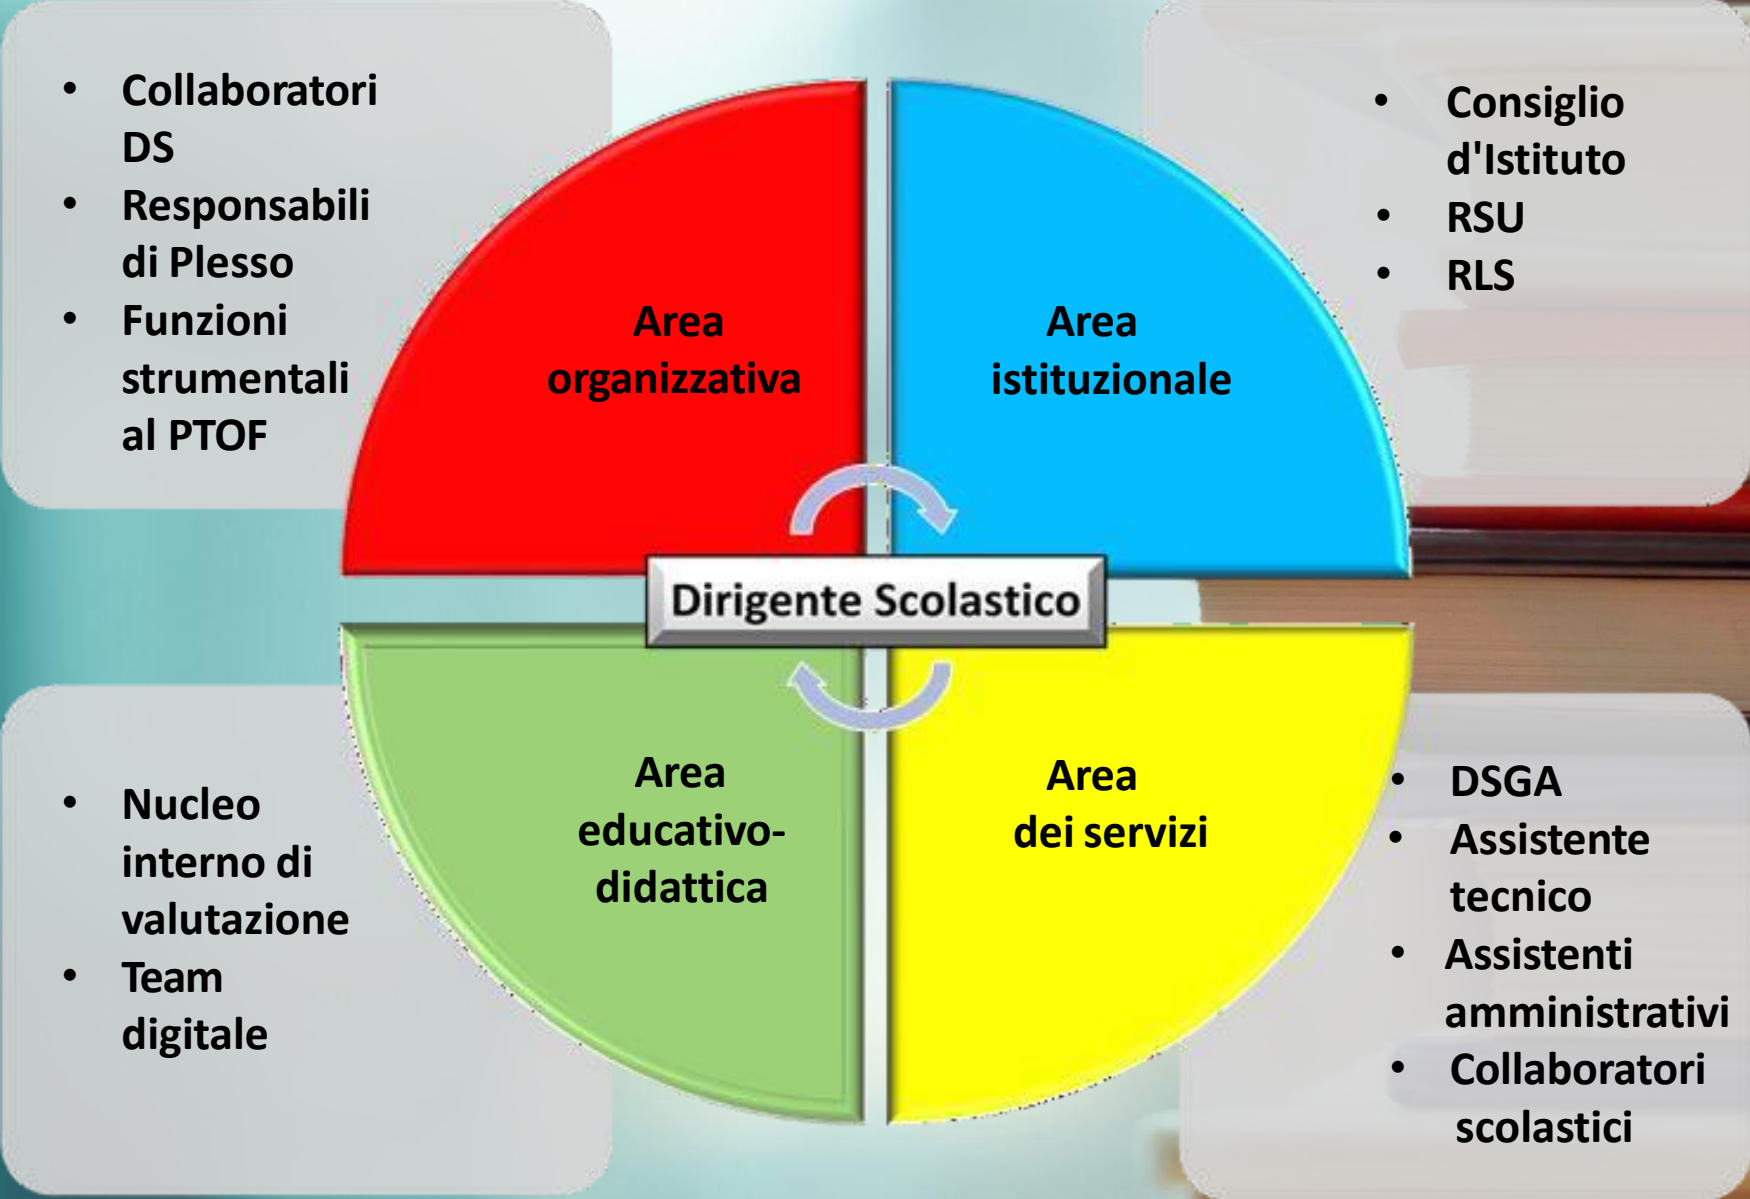 • Collaboratori
DS
• Responsabili
di Plesso
• Funzioni
strumentali
al PTOF
Area
organizzativa
Area
istituzionale
• Consiglio
d'Istituto
• RSU
• RLS
Dirigente Scolastico
• Nucleo
interno di
valutazione
• Team
digitale
Area
educativo-
didattica
Area
dei servizi
• DSGA
• Assistente
tecnico
• Assistenti
amministrativi
• Collaboratori
scolastici